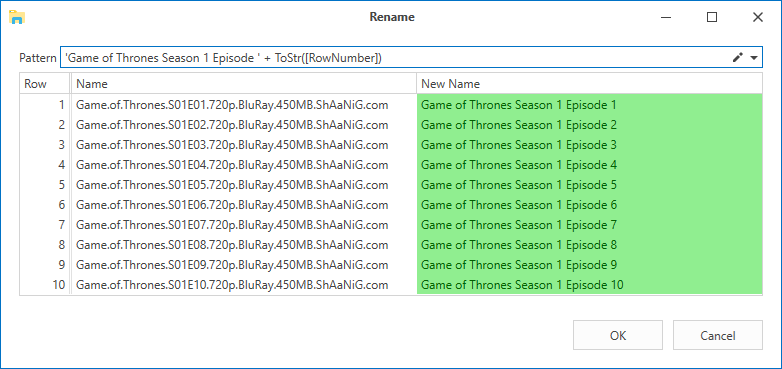 Rename
Pattern 'Game of Thrones Season 1 Episode ' + ToStr([RowNumber])
Row Name New Name
1 Game.of.Thrones.S01E01.720p.BluRay.450MB.ShAaNiG.com Game of Thrones Season 1 Episode 1
2 Game.of.Thrones.S01E02.720p.BluRay.450MB.ShAaNiG.com Game of Thrones Season 1 Episode 2
3 Game.of.Thrones.S01E03.720p.BluRay.450MB.ShAaNiG.com Game of Thrones Season 1 Episode 3
4 Game.of.Thrones.S01E04.720p.BluRay.450MB.ShAaNiG.com Game of Thrones Season 1 Episode 4
5 Game.of.Thrones.S01E05.720p.BluRay.450MB.ShAaNiG.com Game of Thrones Season 1 Episode 5
6 Game.of.Thrones.S01E06.720p.BluRay.450MB.ShAaNiG.com Game of Thrones Season 1 Episode 6
7 Game.of.Thrones.S01E07.720p.BluRay.450MB.ShAaNiG.com Game of Thrones Season 1 Episode 7
8 Game.of.Thrones.S01E08.720p.BluRay.450MB.ShAaNiG.com Game of Thrones Season 1 Episode 8
9 Game.of.Thrones.S01E09.720p.BluRay.450MB.ShAaNiG.com Game of Thrones Season 1 Episode 9
10 Game.of.Thrones.S01E10.720p.BluRay.450MB.ShAaNiG.com Game of Thrones Season 1 Episode 10
OK Cancel